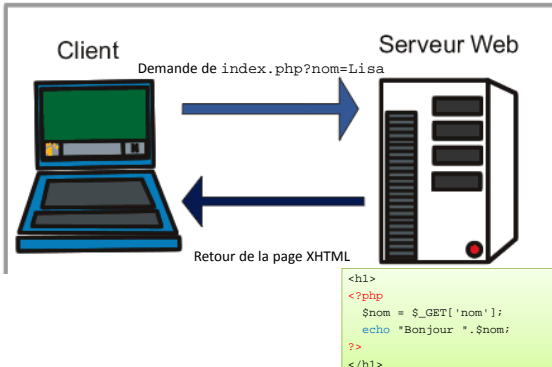 Client
Serveur Web
Demande de index.php?nom=Lisa
Retour de la page XHTML
<h1>
<?php
$nom = $_GET['nom'];
echo "Bonjour ".$nom;
?>
</h1>